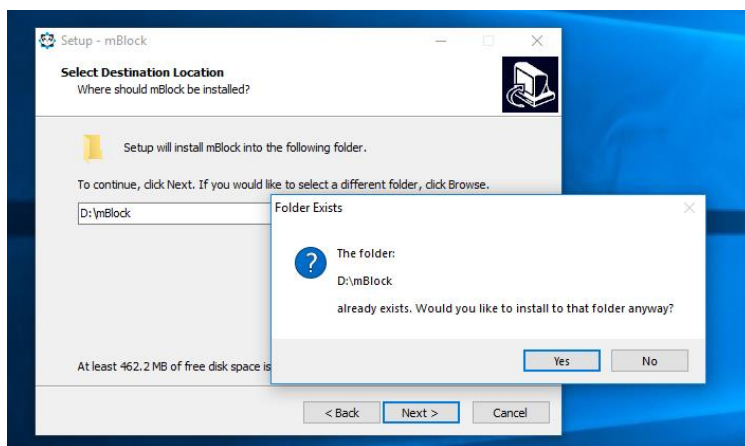 Setup - mBlock
Select Destination Location
Where should mBlock be installed?
Setup will install mBlock into the following folder.
To continue, click Next. If you would like to select a different folder, click Browse.
D:\mBlock
At least 462.2 MB of free disk space is
< Back
Next >
Cancel
Folder Exists
The folder:
D:\mBlock
already exists. Would you like to install to that folder anyway?
Yes
No